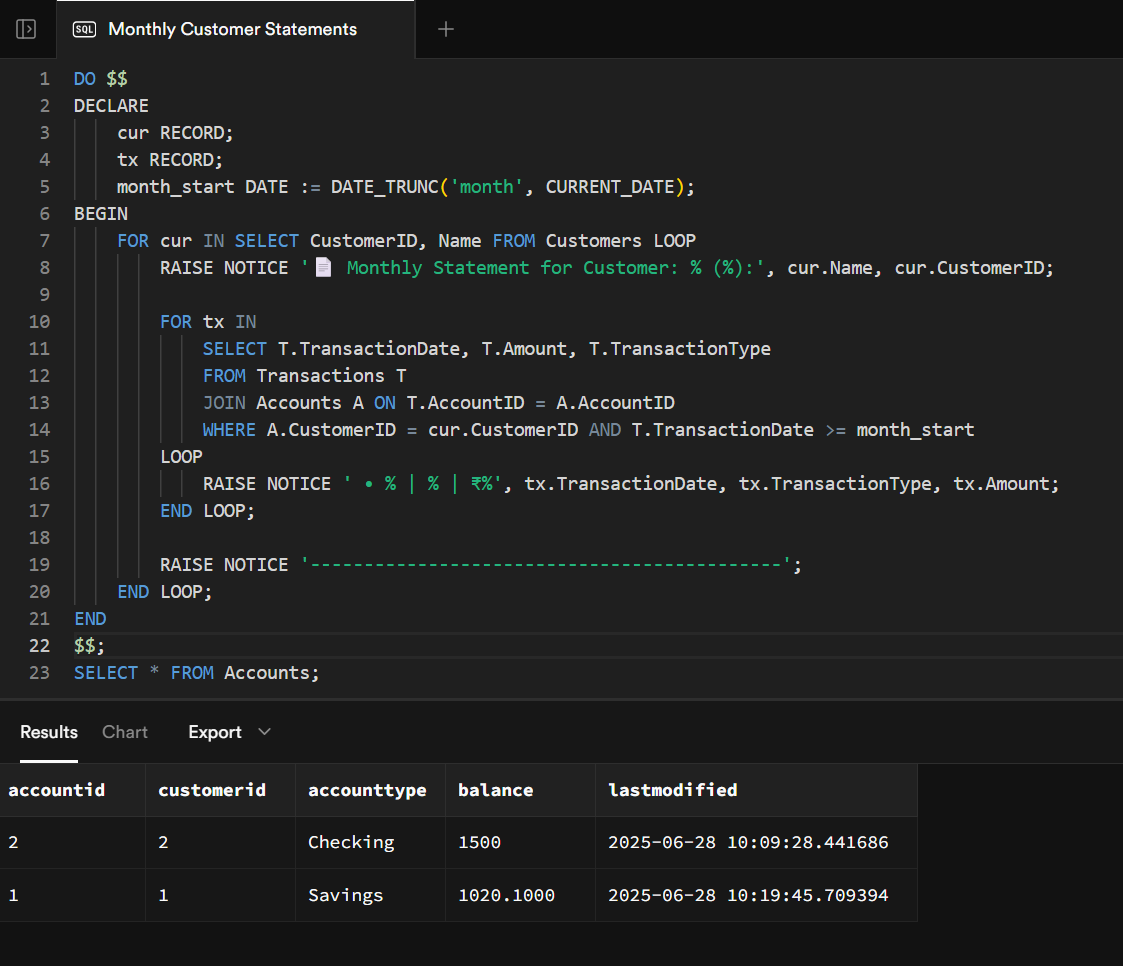 SQL Monthly Customer Statements +
1 DO $$
2 DECLARE
3     cur RECORD;
4     tx RECORD;
5     month_start DATE := DATE_TRUNC('month', CURRENT_DATE);
6 BEGIN
7     FOR cur IN SELECT CustomerID, Name FROM Customers LOOP
8         RAISE NOTICE '📄 Monthly Statement for Customer: % (%):', cur.Name, cur.CustomerID;
9
10         FOR tx IN
11             SELECT T.TransactionDate, T.Amount, T.TransactionType
12             FROM Transactions T
13             JOIN Accounts A ON T.AccountID = A.AccountID
14             WHERE A.CustomerID = cur.CustomerID AND T.TransactionDate >= month_start
15         LOOP
16             RAISE NOTICE ' • % | % | ₹%', tx.TransactionDate, tx.TransactionType, tx.Amount;
17         END LOOP;
18
19         RAISE NOTICE '--------------------------------------------';
20     END LOOP;
21 END
22 $$;
23 SELECT * FROM Accounts;
Results Chart Export
accountid customerid accounttype balance lastmodified
2 2 Checking 1500 2025-06-28 10:09:28.441686
1 1 Savings 1020.1000 2025-06-28 10:19:45.709394